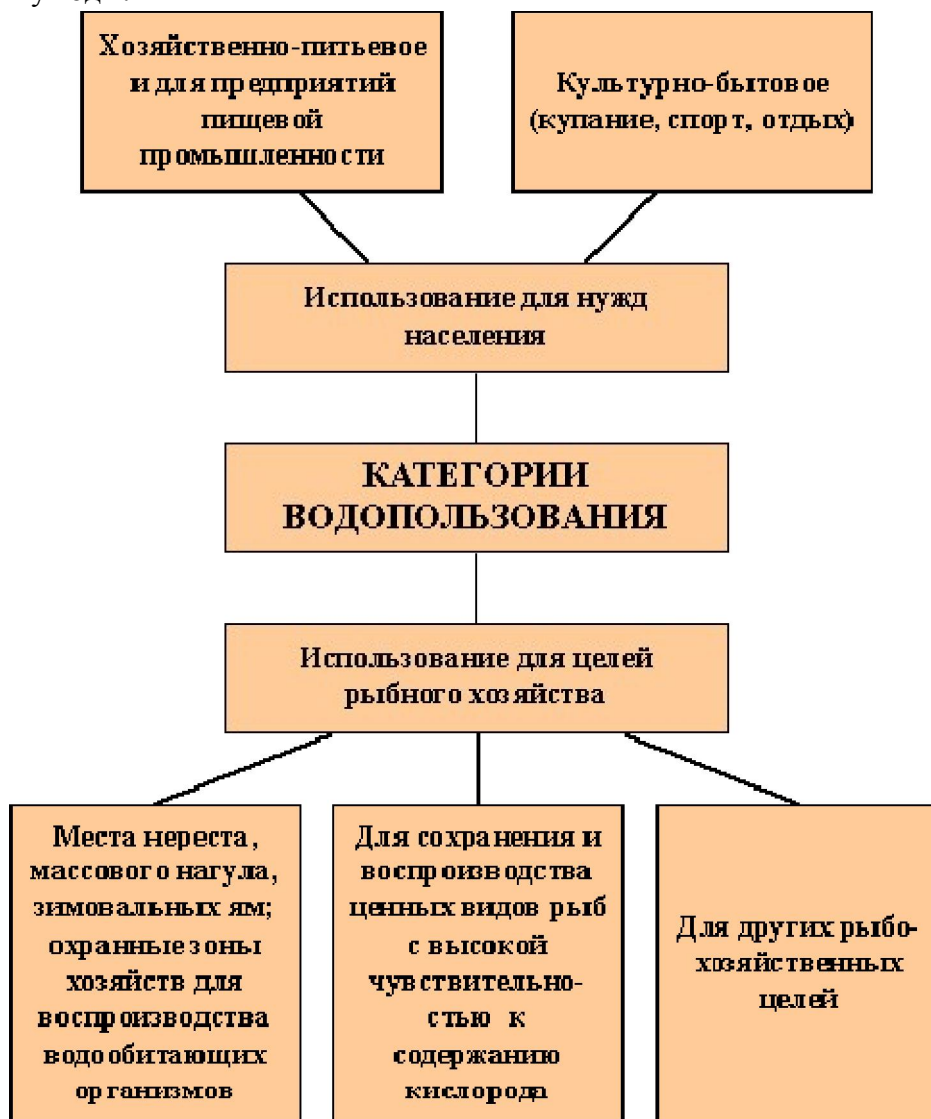 Хозяйственно-питьевое
и для предприятий
пищевой
промышленности
Культурно-бытовое
(купание, спорт, отдых)
Использование для нужд
населения
КАТЕГОРИИ
ВОДОПОЛЬЗОВАНИЯ
Использование для целей
рыбного хозяйства
Места нереста,
массового нагула,
зимовальных ям;
охранные зоны
хозяйств для
воспроизводства
водообитающих
организмов
Для сохранения и
воспроизводства
ценных видов рыб
с высокой
чувствительно-
стью к
содержанию
кислорода
Для других рыбо-
хозяйственных
целей